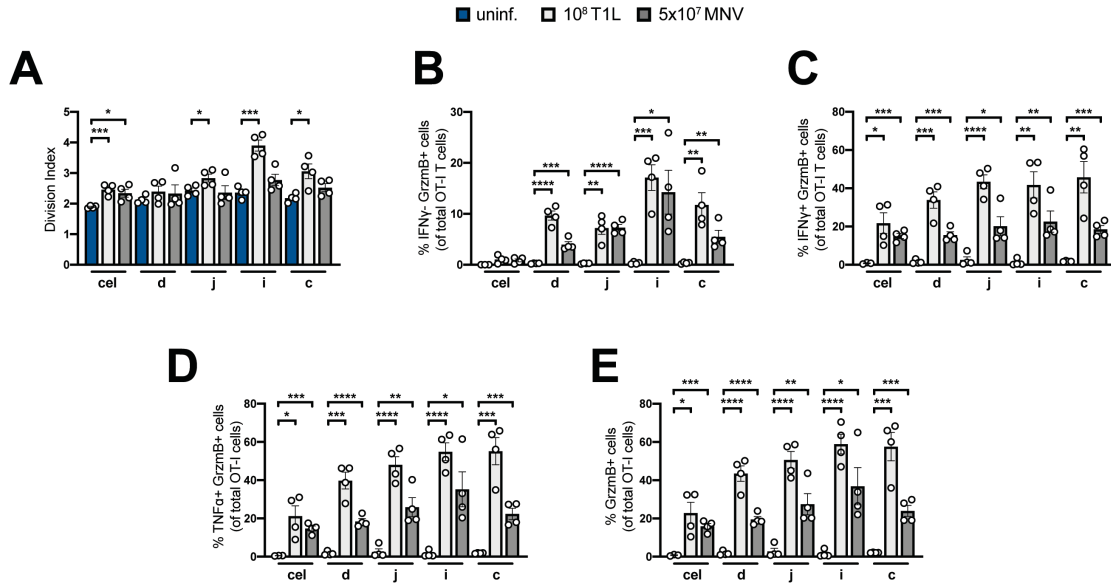 uninf. 10⁸ T1L 5x10⁷ MNV
A
Division Index
5
4
3
2
1
0
* *** * *** *
cel d j i c
B
% IFNγ- GrzmB+ cells
(of total OT-I T cells)
30
20
10
0
*** **** **** ** * *** ** **
cel d j i c
C
% IFNγ+ GrzmB+ cells
(of total OT-I cells)
80
60
40
20
0
*** * *** *** * **** ** ** *** **
cel d j i c
D
% TNFα+ GrzmB+ cells
(of total OT-I cells)
80
60
40
20
0
*** * **** *** ** **** * **** *** ***
cel d j i c
E
% GrzmB+ cells
(of total OT-I cells)
80
60
40
20
0
*** * **** **** ** **** * **** *** ***
cel d j i c